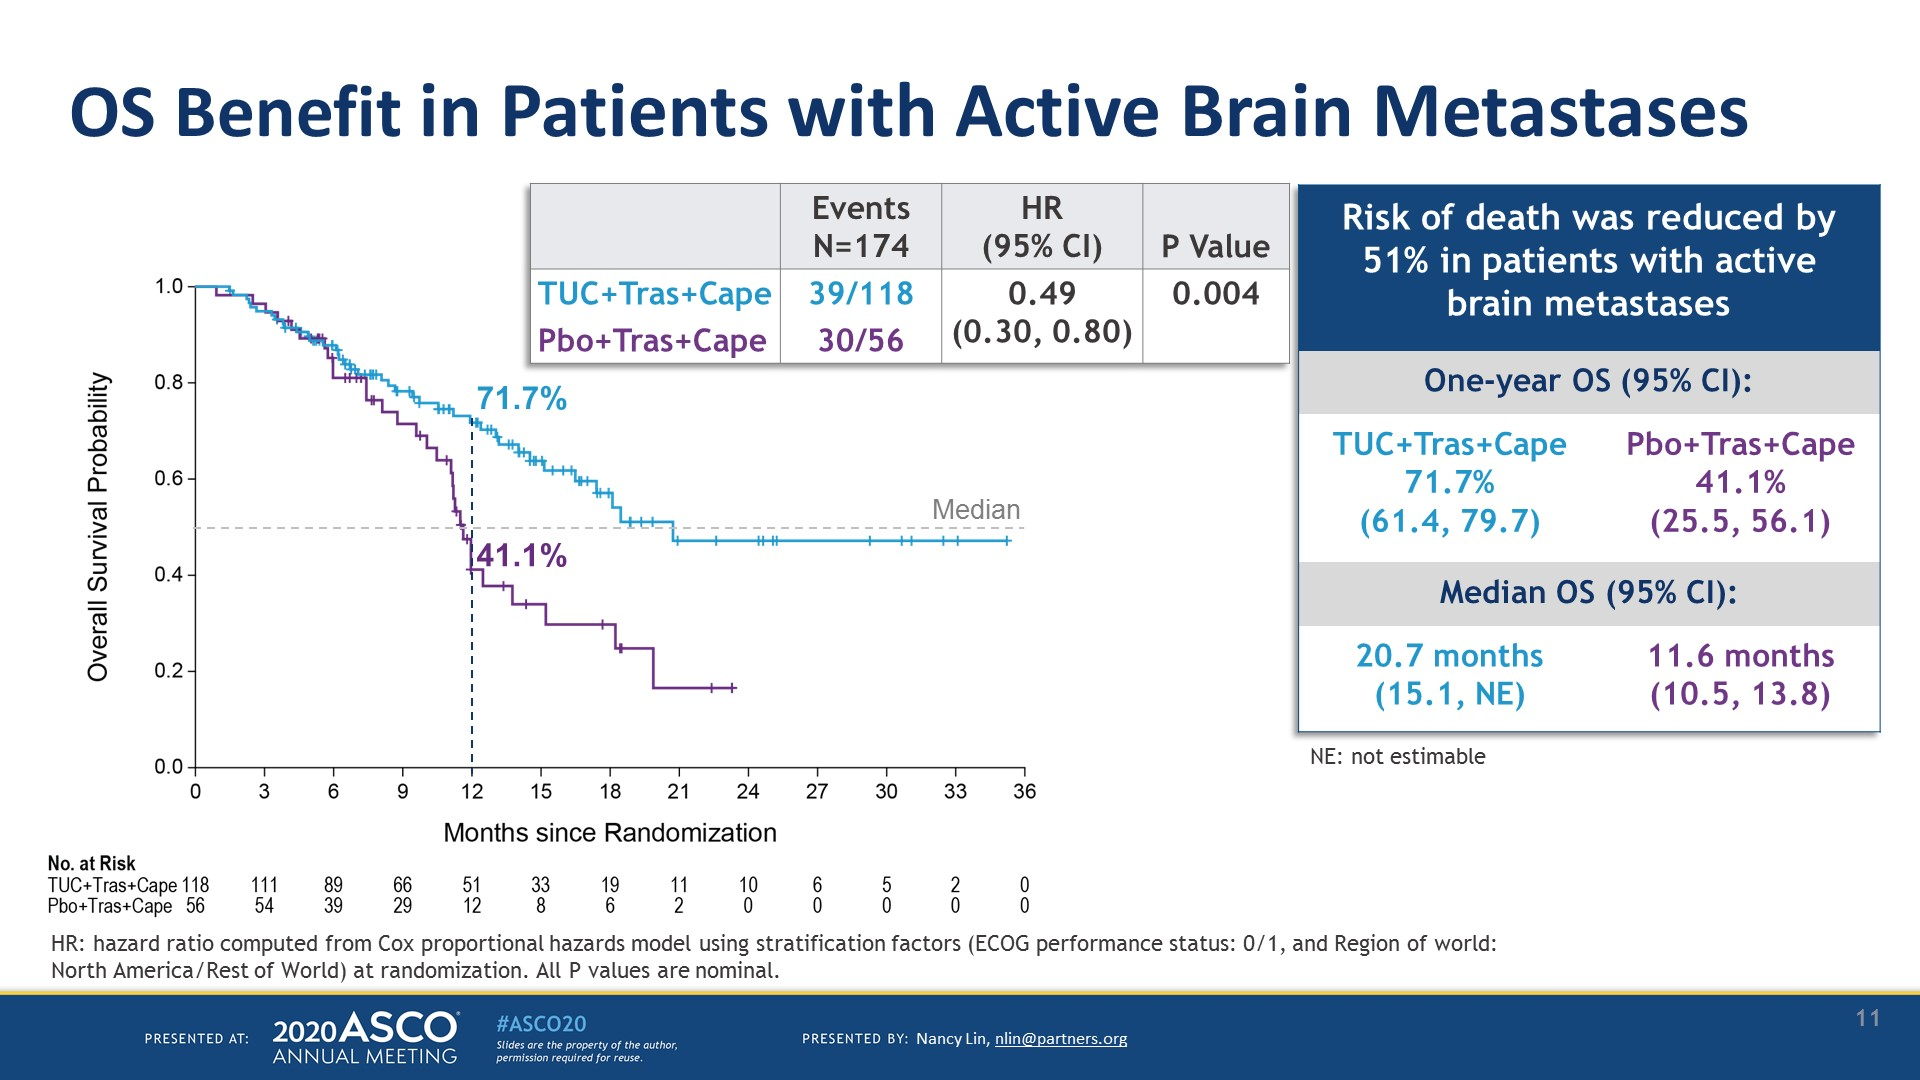 OS Benefit in Patients with Active Brain Metastases
Events
N=174
HR
(95% CI)
P Value
TUC+Tras+Cape 39/118 0.49 0.004
(0.30, 0.80)
Pbo+Tras+Cape 30/56
Risk of death was reduced by
51% in patients with active
brain metastases
One-year OS (95% CI):
TUC+Tras+Cape Pbo+Tras+Cape
71.7% 41.1%
(61.4, 79.7) (25.5, 56.1)
Median OS (95% CI):
20.7 months 11.6 months
(15.1, NE) (10.5, 13.8)
NE: not estimable
Overall Survival Probability
1.0
0.8
0.6
0.4
0.2
0.0
71.7%
Median
41.1%
0 3 6 9 12 15 18 21 24 27 30 33 36
Months since Randomization
No. at Risk
TUC+Tras+Cape 118 111 89 66 51 33 19 11 10 6 5 2 0
Pbo+Tras+Cape 56 54 39 29 12 8 6 2 0 0 0 0 0
HR: hazard ratio computed from Cox proportional hazards model using stratification factors (ECOG performance status: 0/1, and Region of world:
North America/Rest of World) at randomization. All P values are nominal.
PRESENTED AT:
2020 ASCO®
ANNUAL MEETING
#ASCO20
Slides are the property of the author,
permission required for reuse.
PRESENTED BY: Nancy Lin, nlin@partners.org
11